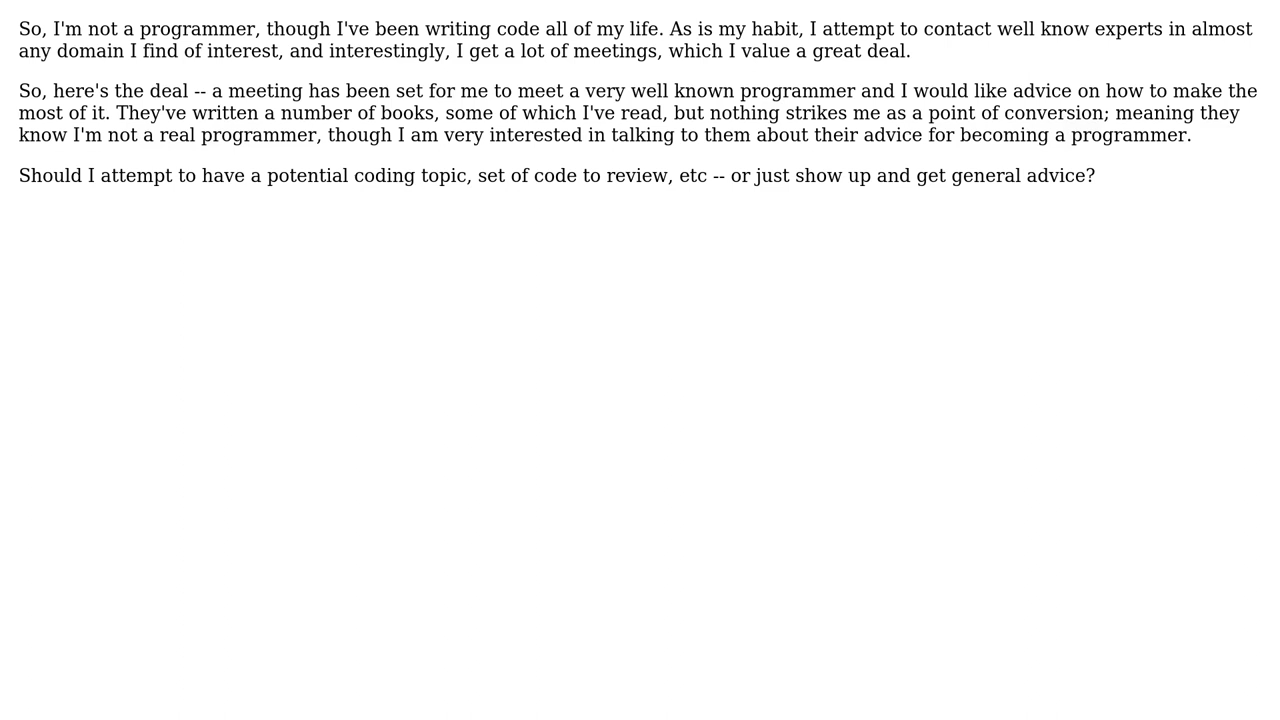 So, I'm not a programmer, though I've been writing code all of my life. As is my habit, I attempt to contact well know experts in almost
any domain I find of interest, and interestingly, I get a lot of meetings, which I value a great deal.
So, here's the deal -- a meeting has been set for me to meet a very well known programmer and I would like advice on how to make the
most of it. They've written a number of books, some of which I've read, but nothing strikes me as a point of conversion; meaning they
know I'm not a real programmer, though I am very interested in talking to them about their advice for becoming a programmer.
Should I attempt to have a potential coding topic, set of code to review, etc -- or just show up and get general advice?